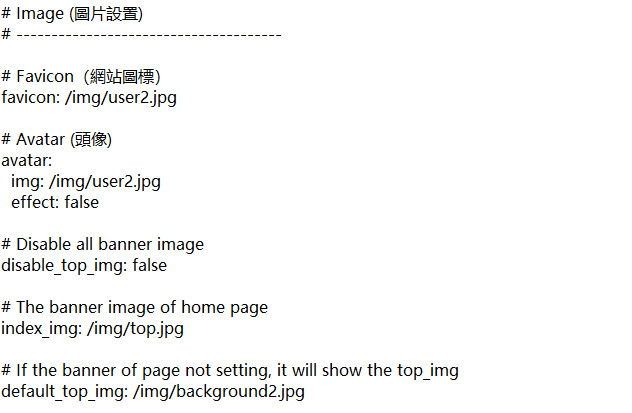 # Image (圖片設置)
# --------------------------------------
# Favicon（網站圖標）
favicon: /img/user2.jpg
# Avatar (頭像)
avatar:
  img: /img/user2.jpg
  effect: false
# Disable all banner image
disable_top_img: false
# The banner image of home page
index_img: /img/top.jpg
# If the banner of page not setting, it will show the top_img
default_top_img: /img/background2.jpg